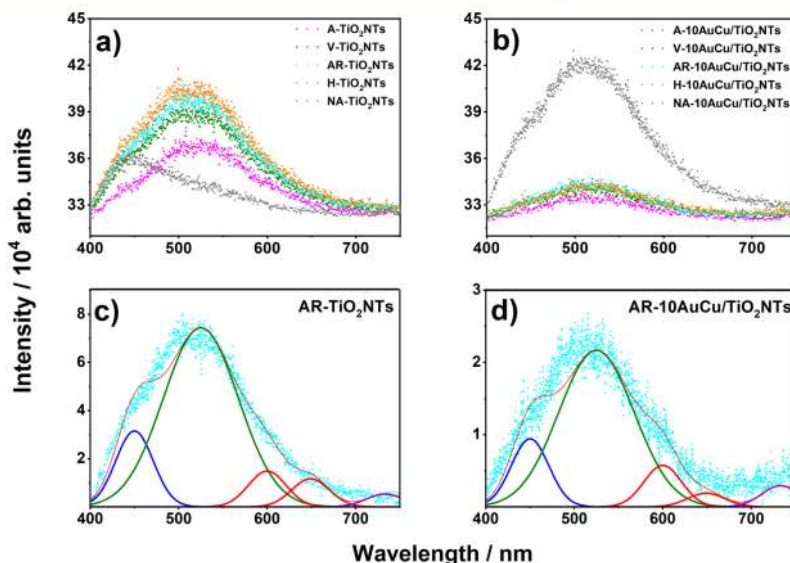 a)
A-TiO₂NTs
V-TiO₂NTs
AR-TiO₂NTs
H-TiO₂NTs
NA-TiO₂NTs
45
42
39
36
33
400 500 600 700
b)
A-10AuCu/TiO₂NTs
V-10AuCu/TiO₂NTs
AR-10AuCu/TiO₂NTs
H-10AuCu/TiO₂NTs
NA-10AuCu/TiO₂NTs
45
42
39
36
33
400 500 600 700
Intensity / 10⁴ arb. units
c)
AR-TiO₂NTs
8
6
4
2
400 500 600 700
d)
AR-10AuCu/TiO₂NTs
3
2
1
0
400 500 600 700
Wavelength / nm